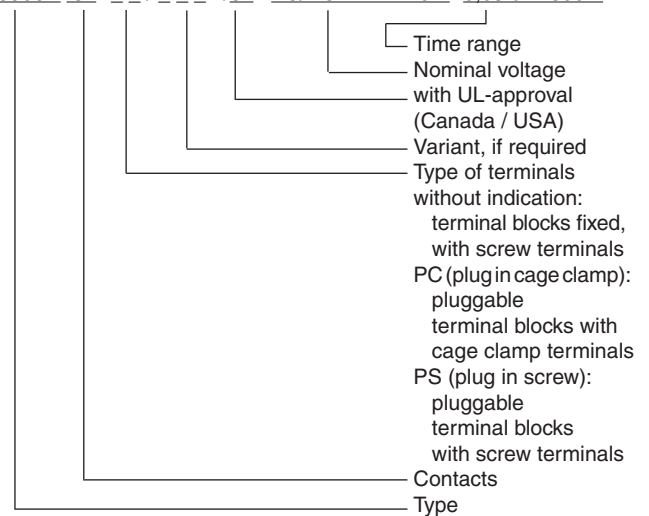 Time range
Nominal voltage
with UL-approval
(Canada / USA)
Variant, if required
Type of terminals
without indication:
terminal blocks fixed,
with screw terminals
PC (plug in cage clamp):
pluggable
terminal blocks with
cage clamp terminals
PS (plug in screw):
pluggable
terminal blocks
with screw terminals
Contacts
Type